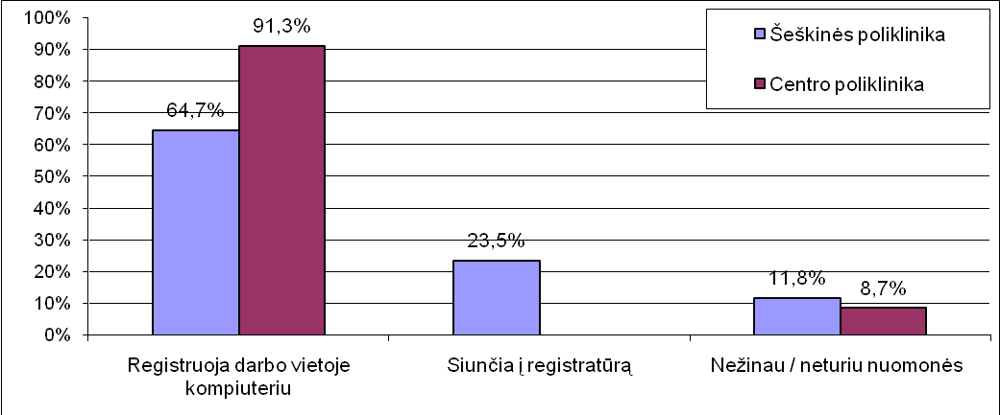 100%
90%
80%
70%
60%
50%
40%
30%
20%
10%
0%
64,7%
91,3%
23,5%
11,8%
8,7%
Šeškinės poliklinika
Centro poliklinika
Registruoja darbo vietoje
kompiuteriu
Siunčia į registratūrą
Nežinau / neturiu nuomonės